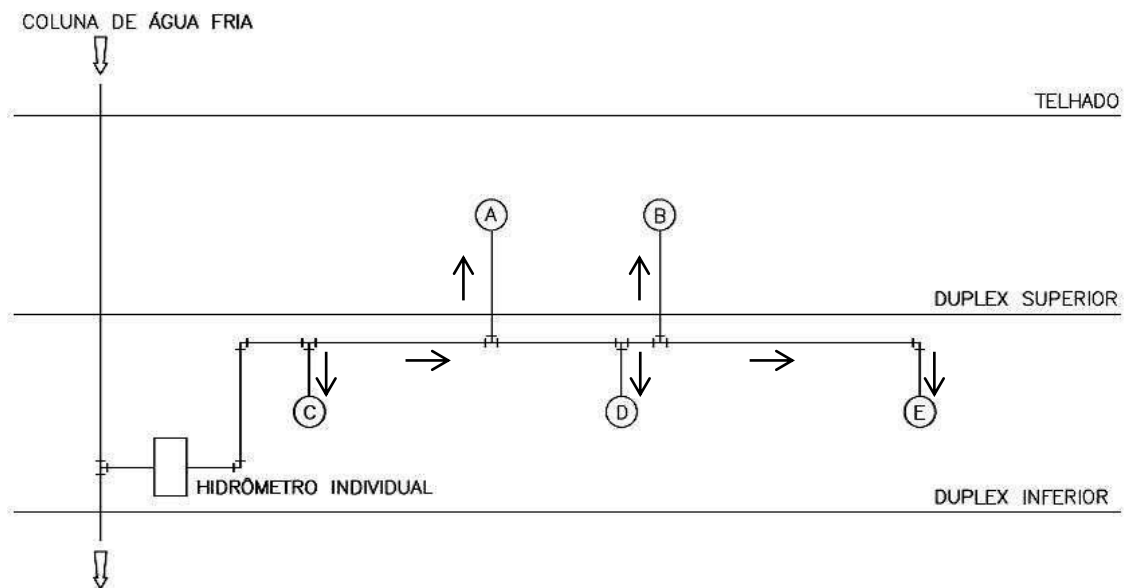 COLUNA DE ÁGUA FRIA
TELHADO
A
B
DUPLEX SUPERIOR
C
D
E
HIDRÔMETRO INDIVIDUAL
DUPLEX INFERIOR